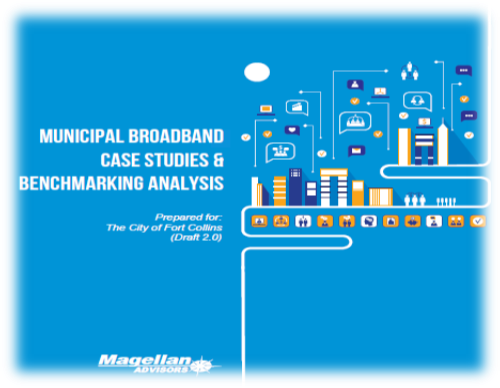 MUNICIPAL BROADBAND
CASE STUDIES &
BENCHMARKING ANALYSIS
Prepared for:
The City of Fort Collins
(Draft 2.0)
Magellan
ADVISORS